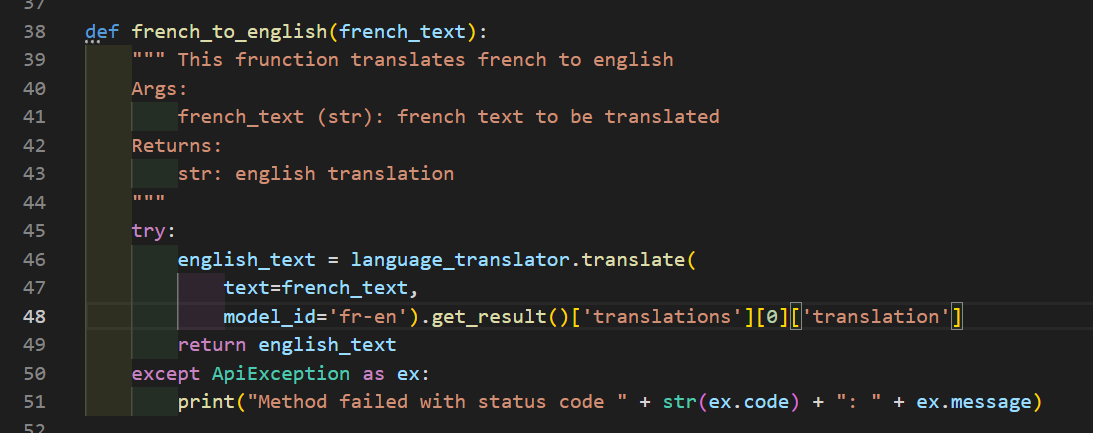 37
38 def french_to_english(french_text):
39 """ This frunction translates french to english
40 Args:
41 french_text (str): french text to be translated
42 Returns:
43 str: english translation
44 """
45 try:
46 english_text = language_translator.translate(
47 text=french_text,
48 model_id='fr-en').get_result()['translations'][0]['translation']
49 return english_text
50 except ApiException as ex:
51 print("Method failed with status code " + str(ex.code) + ": " + ex.message)
52